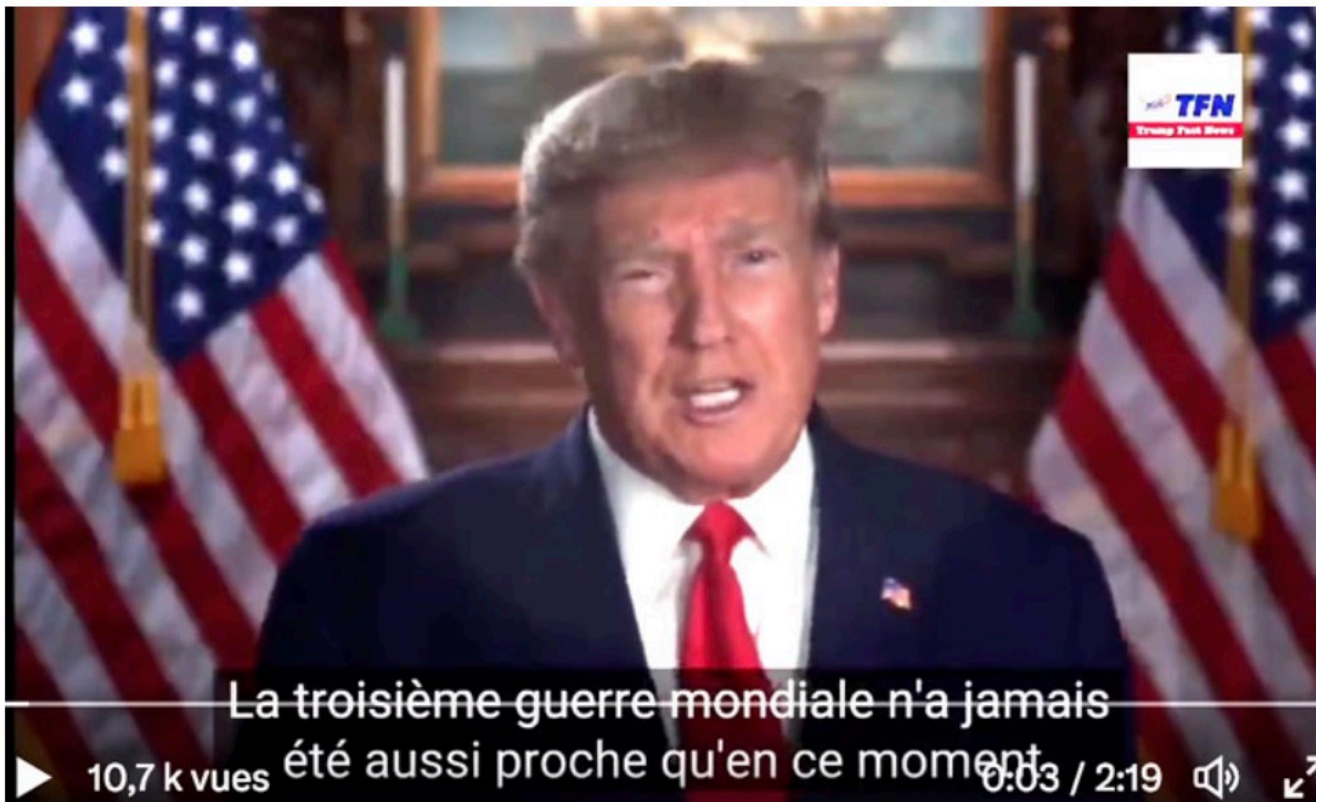 TFN
Trump Fact News
La troisième guerre mondiale n'a jamais
été aussi proche qu'en ce moment.
10,7 k vues
0:03 / 2:19